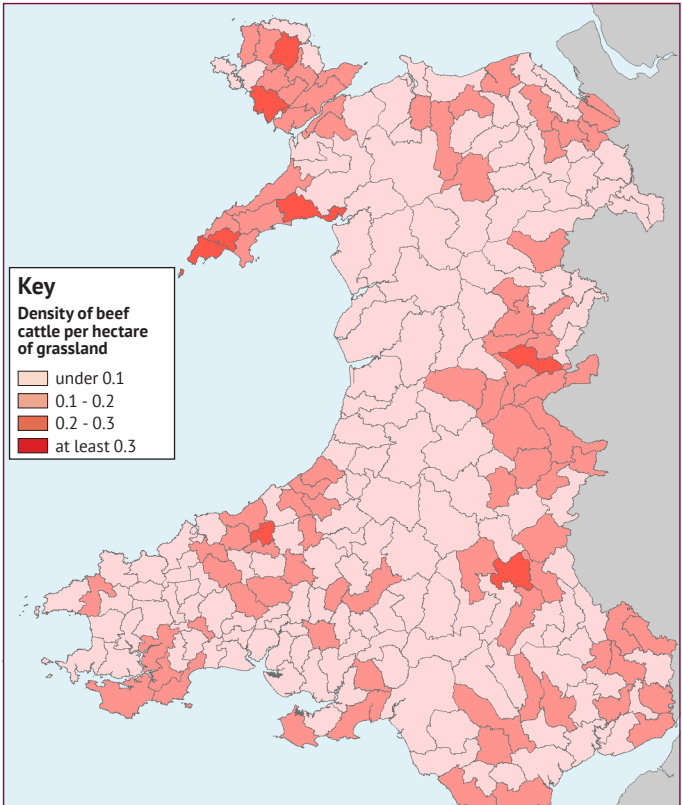 Key
Density of beef
cattle per hectare
of grassland
under 0.1
0.1 - 0.2
0.2 - 0.3
at least 0.3